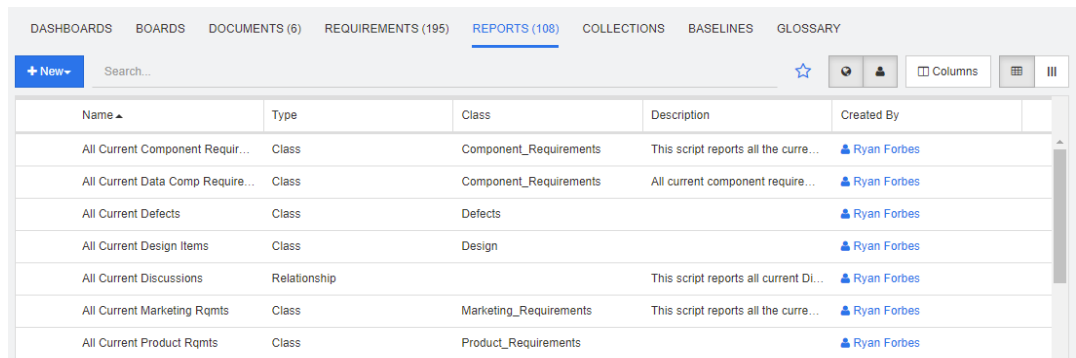 DASHBOARDS BOARDS DOCUMENTS (6) REQUIREMENTS (195) REPORTS (108) COLLECTIONS BASELINES GLOSSARY
+ New Search... Columns
Name Type Class Description Created By
All Current Component Requir... Class Component_Requirements This script reports all the curre... Ryan Forbes
All Current Data Comp Require... Class Component_Requirements All current component require... Ryan Forbes
All Current Defects Class Defects Ryan Forbes
All Current Design Items Class Design Ryan Forbes
All Current Discussions Relationship This script reports all current Di... Ryan Forbes
All Current Marketing Rqmts Class Marketing_Requirements This script reports all the curre... Ryan Forbes
All Current Product Rqmts Class Product_Requirements Ryan Forbes